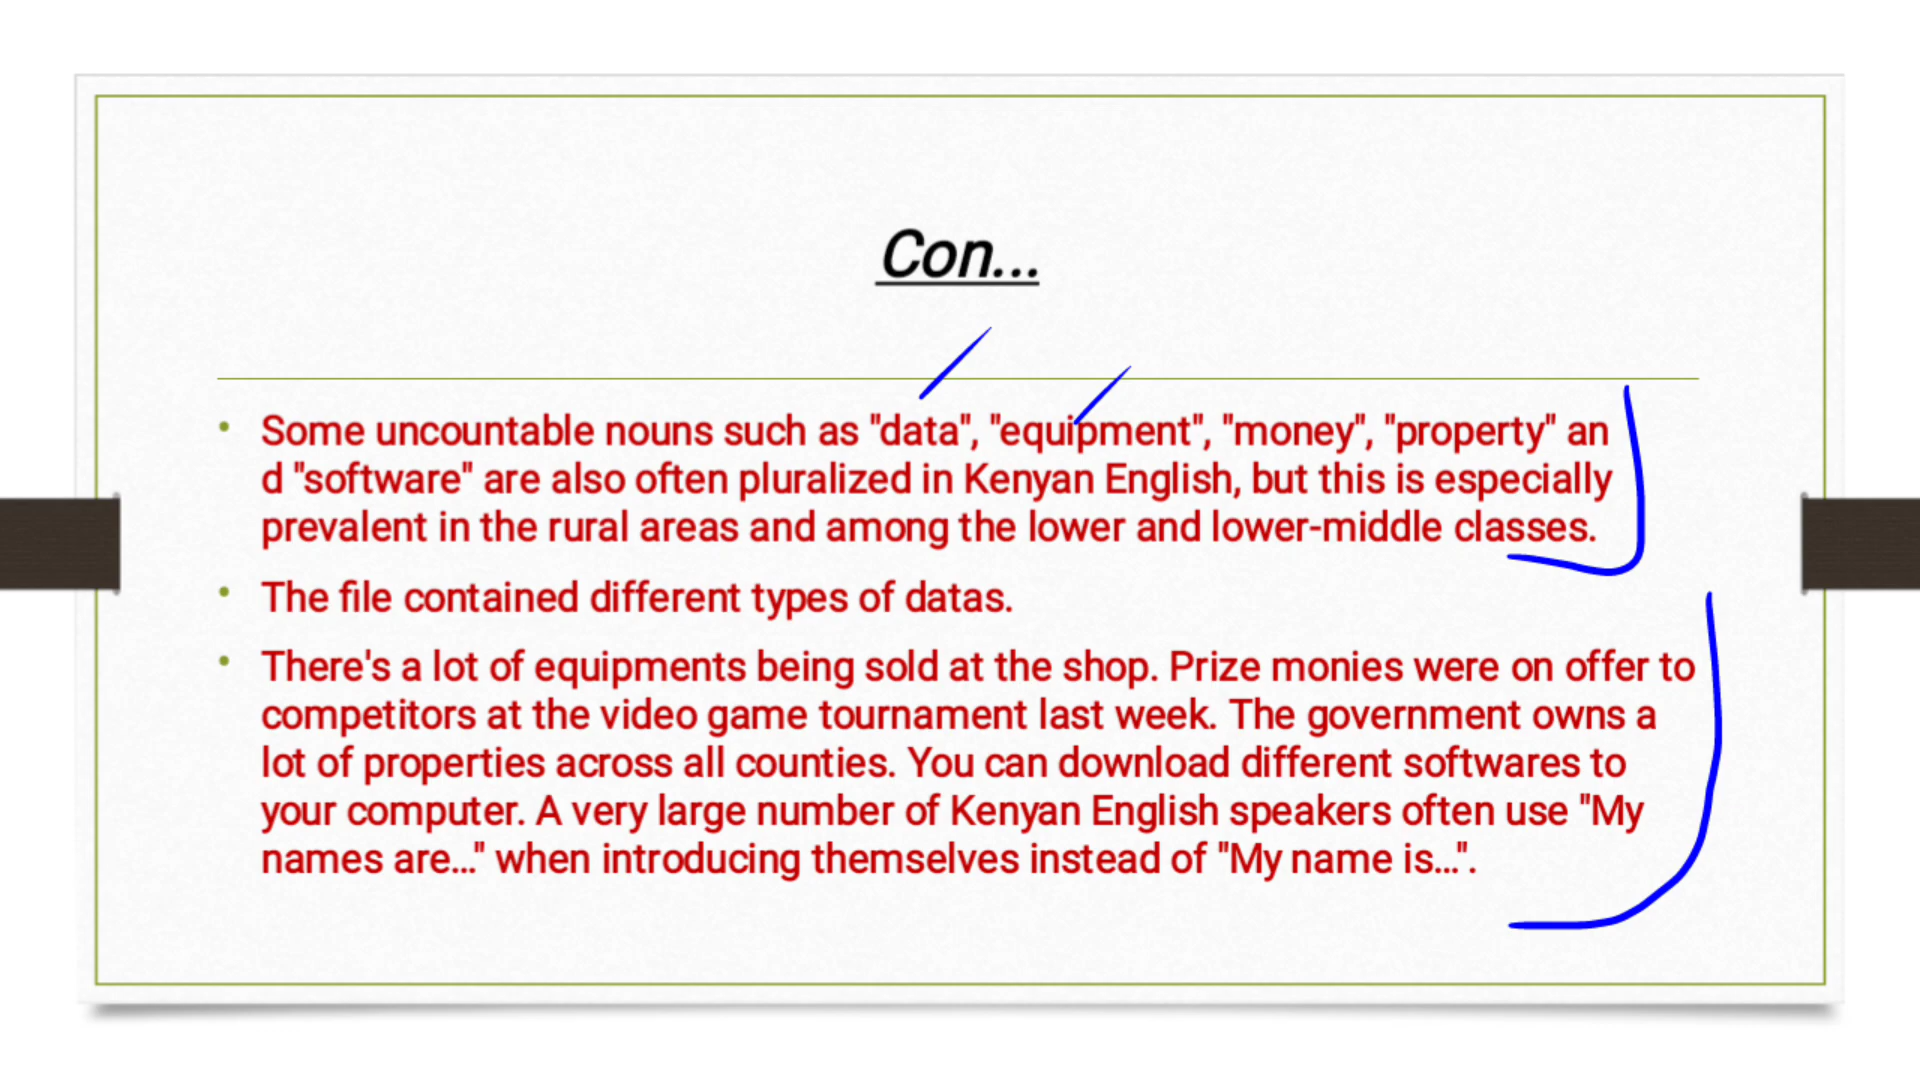 Con...
• Some uncountable nouns such as "data", "equipment", "money", "property" an
d "software" are also often pluralized in Kenyan English, but this is especially
prevalent in the rural areas and among the lower and lower-middle classes.
• The file contained different types of datas.
• There's a lot of equipments being sold at the shop. Prize monies were on offer to
competitors at the video game tournament last week. The government owns a
lot of properties across all counties. You can download different softwares to
your computer. A very large number of Kenyan English speakers often use "My
names are..." when introducing themselves instead of "My name is...".